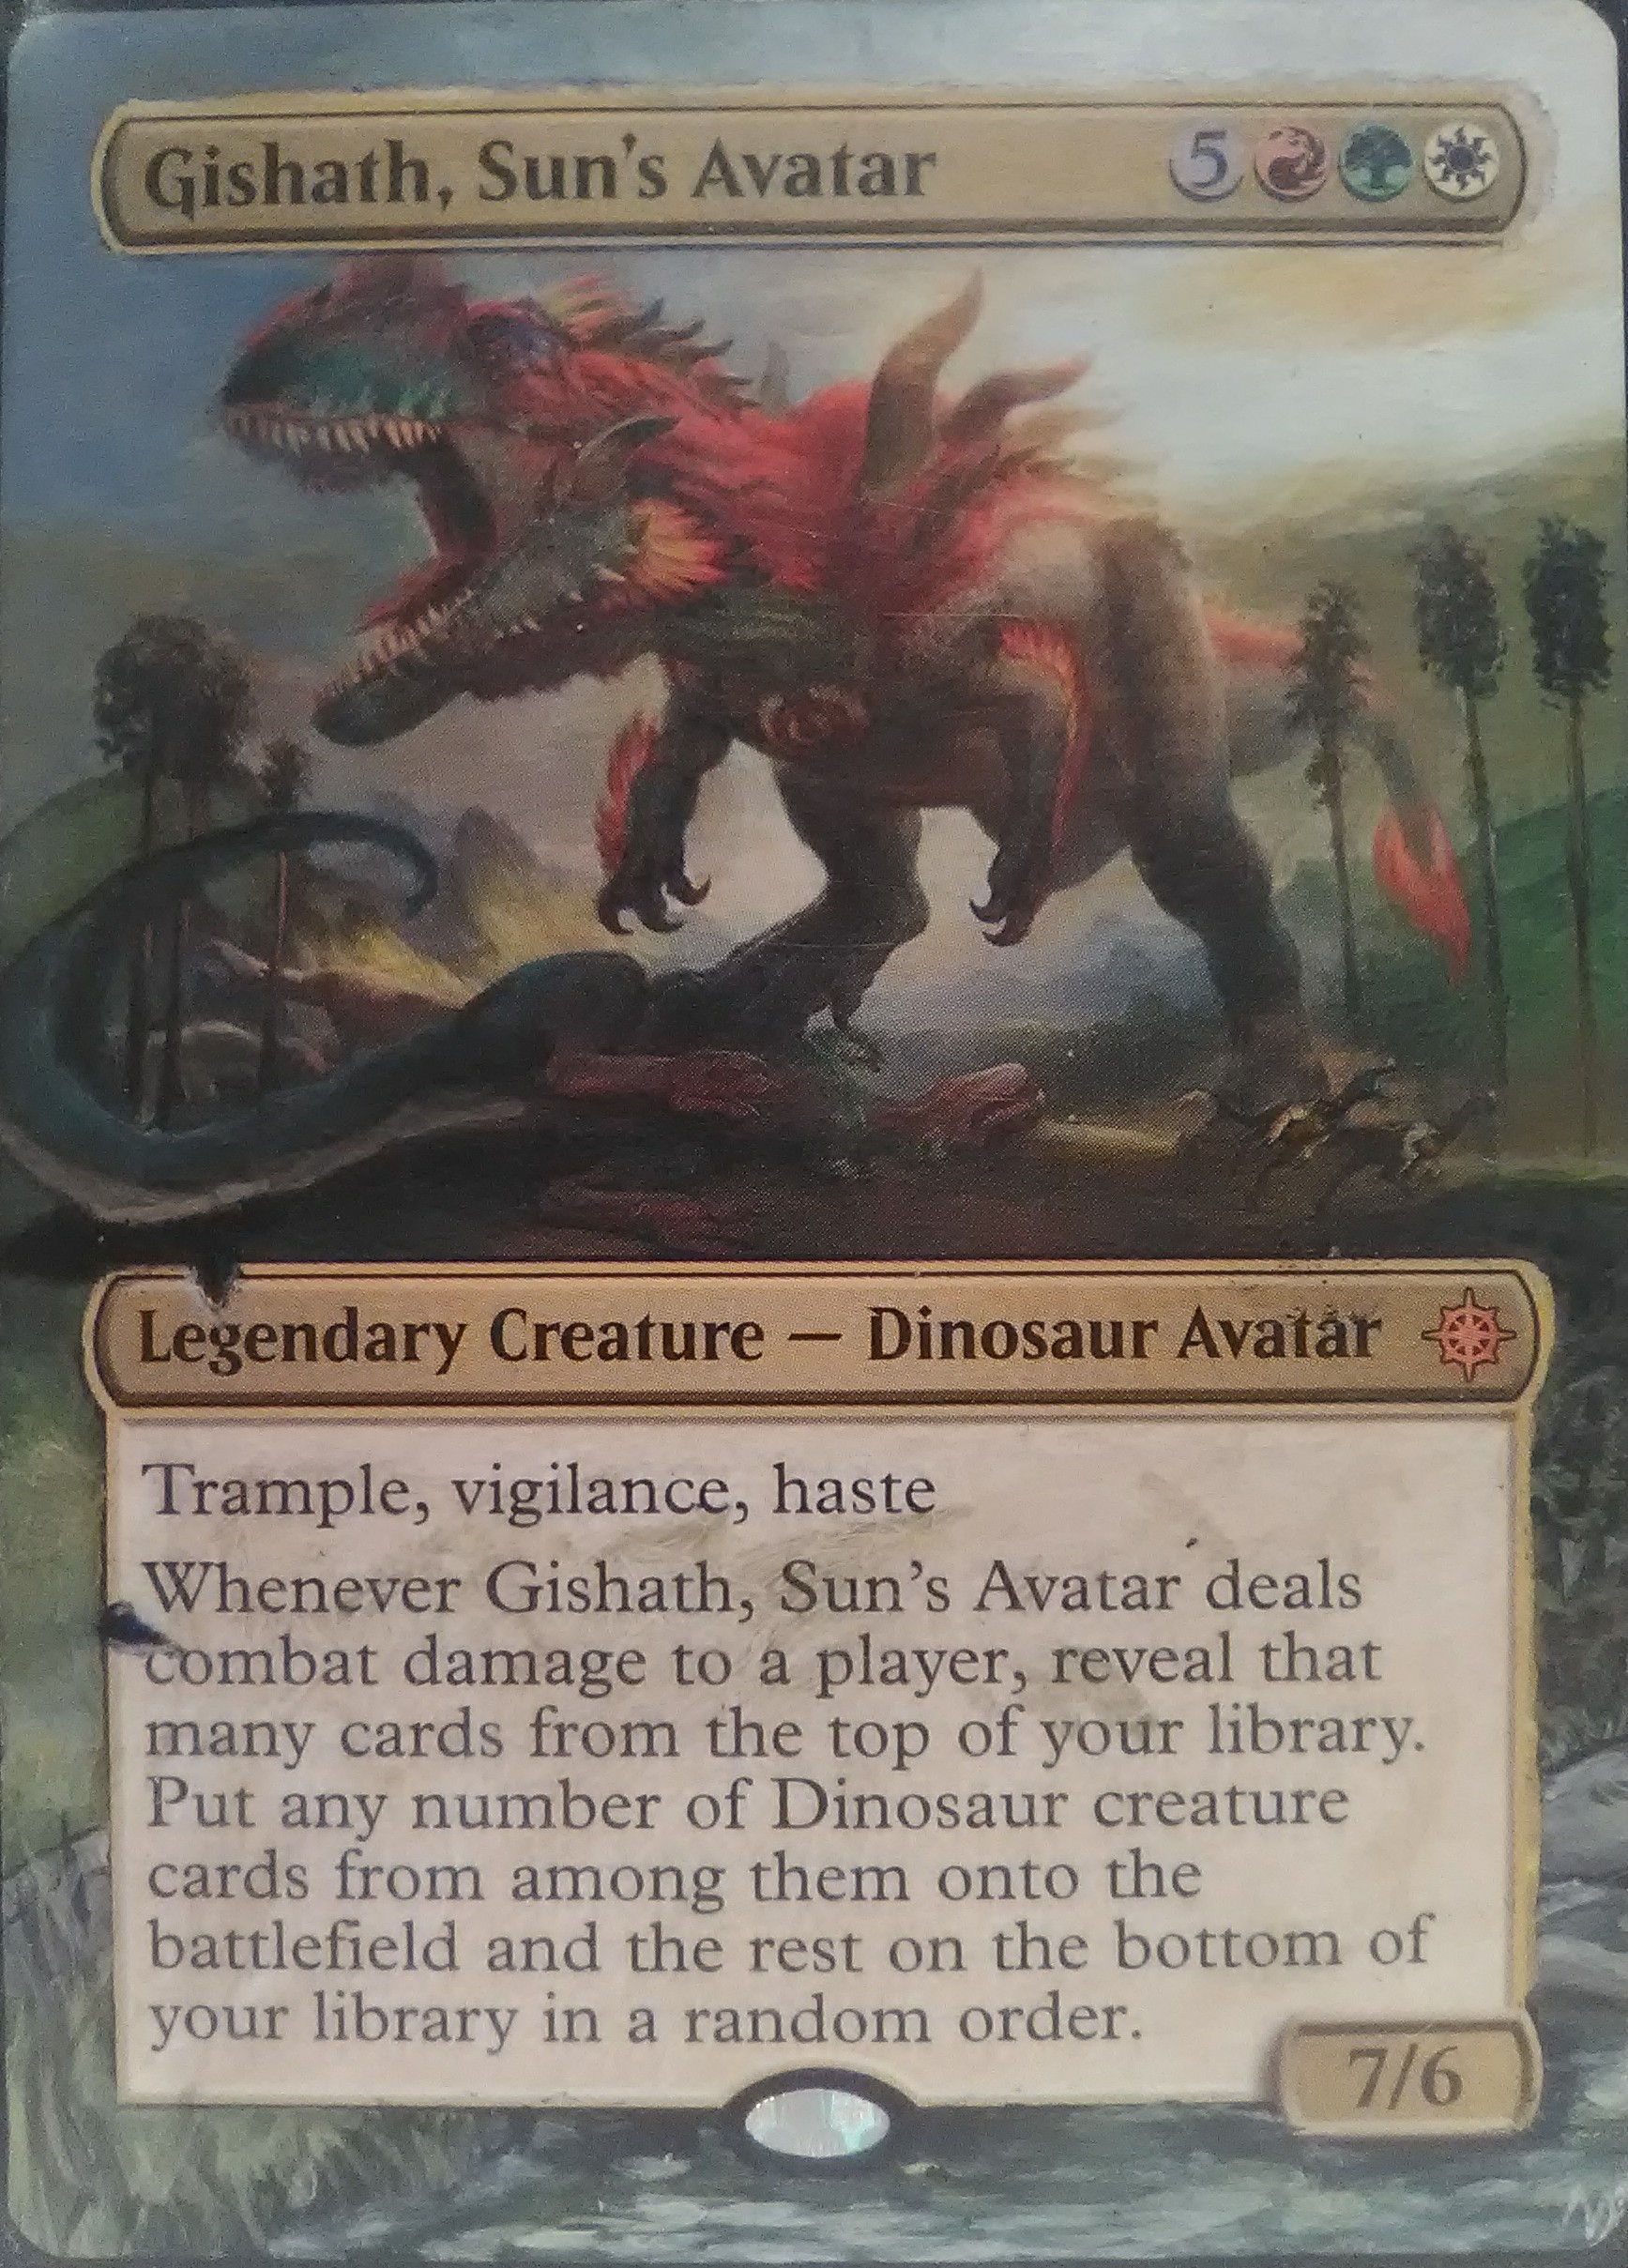 Gishath, Sun's Avatar 5
Legendary Creature — Dinosaur Avatar
Trample, vigilance, haste
Whenever Gishath, Sun's Avatar deals
combat damage to a player, reveal that
many cards from the top of your library.
Put any number of Dinosaur creature
cards from among them onto the
battlefield and the rest on the bottom of
your library in a random order.
7/6